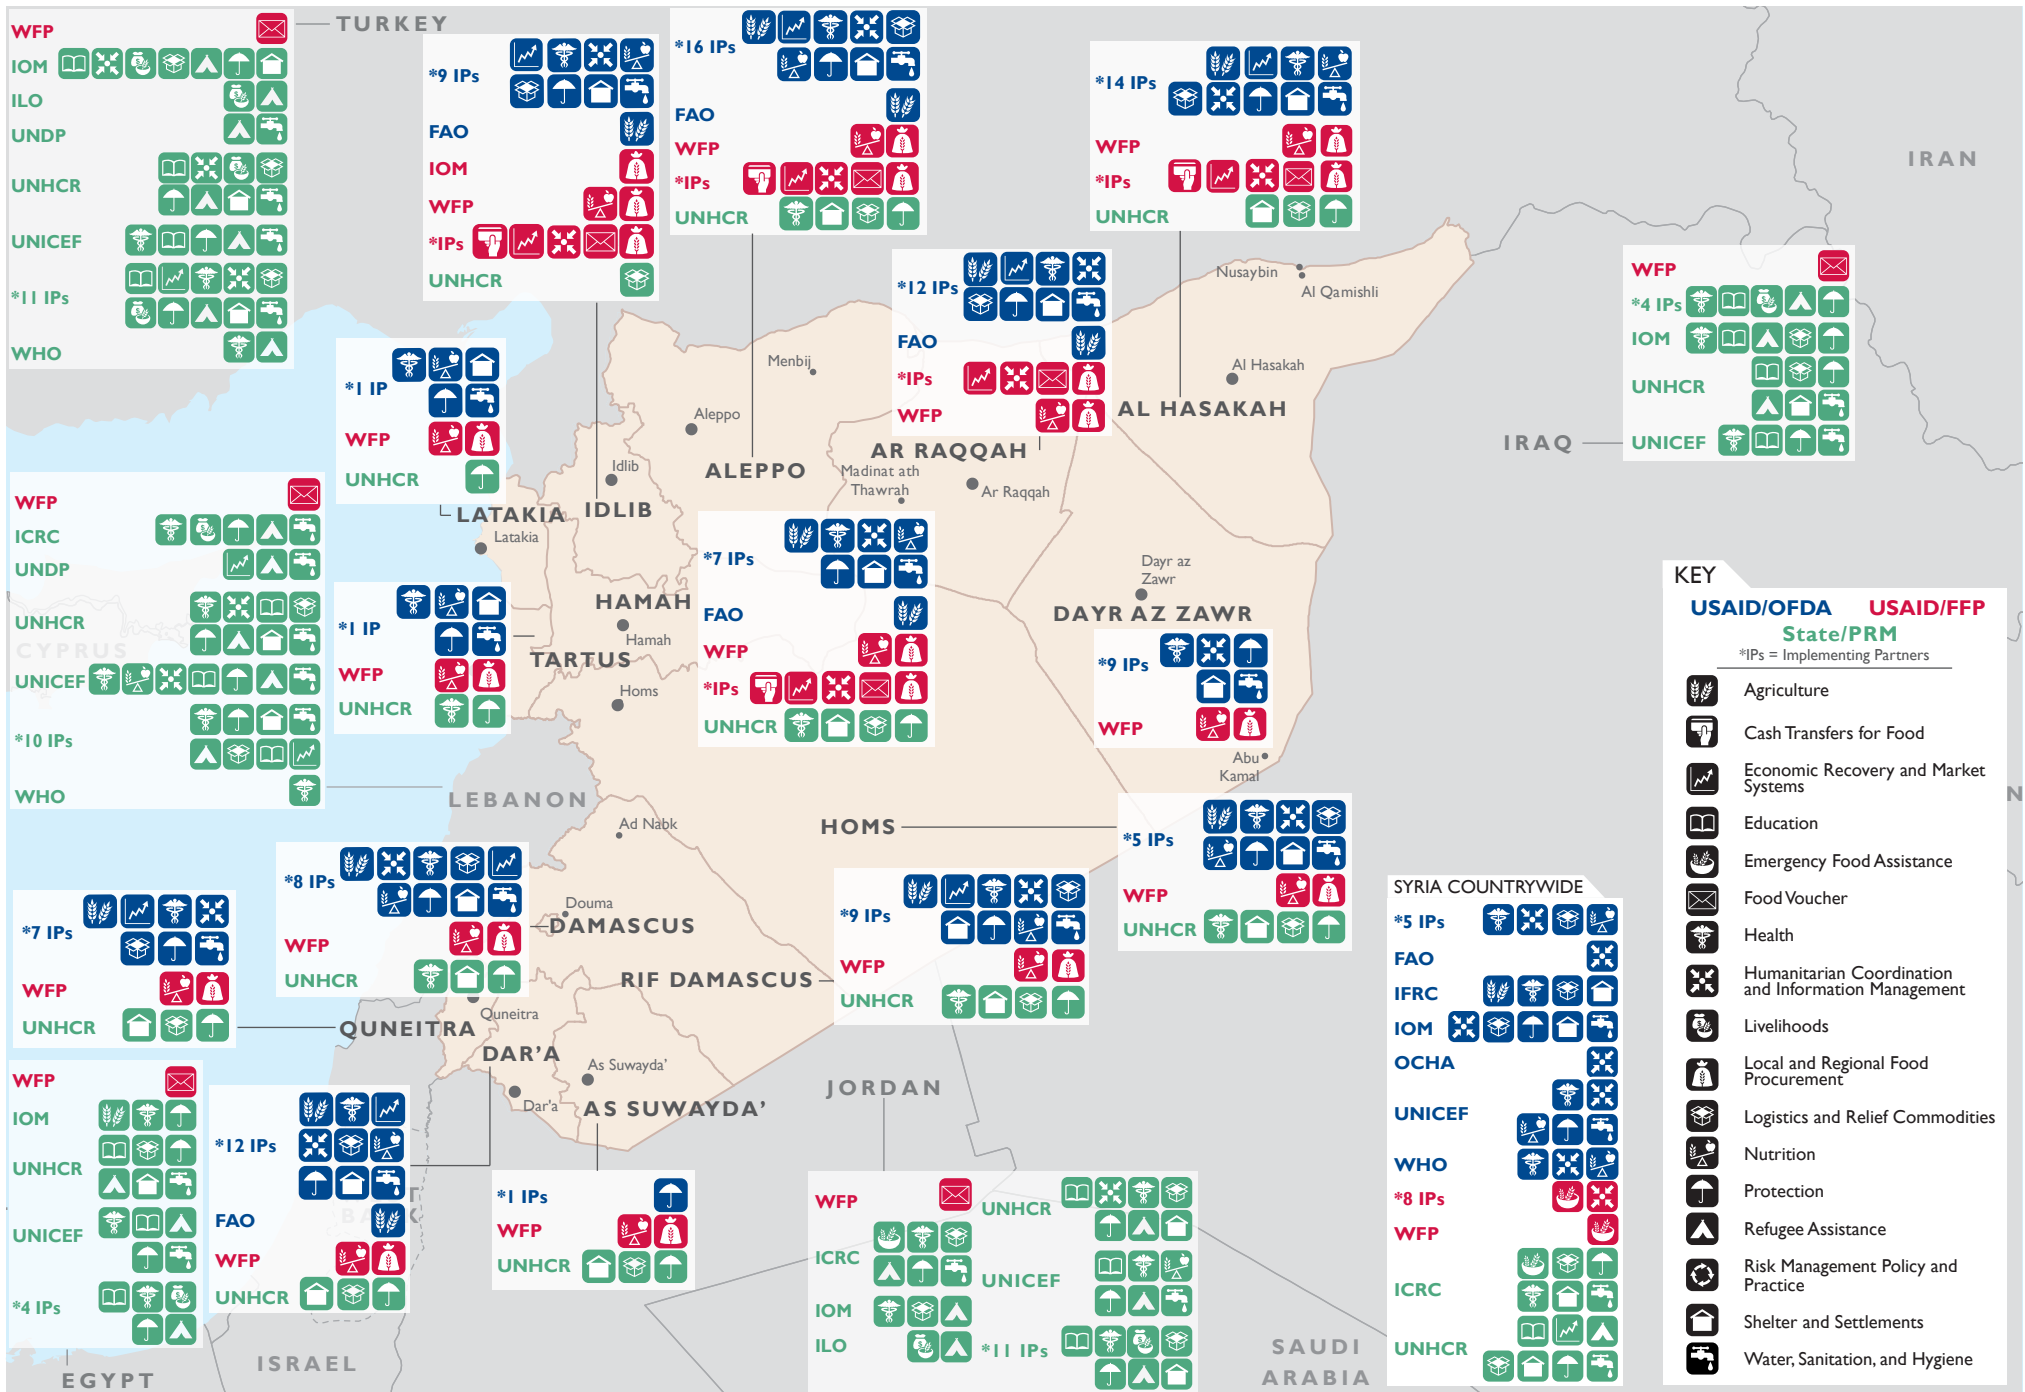 TURKEY
WFP
IOM
ILO
UNDP
UNHCR
UNICEF
*11 IPs
WHO
*9 IPs
FAO
IOM
WFP
*IPs
UNHCR
*16 IPs
FAO
WFP
*IPs
UNHCR
*14 IPs
WFP
*IPs
UNHCR
IRAN
*12 IPs
FAO
*IPs
WFP
Nusaybin
Al Qamishli
WFP
*4 IPs
IOM
UNHCR
UNICEF
IRAQ
*1 IP
WFP
UNHCR
Menbij
Al Hasakah
AL HASAKAH
Aleppo
ALEPPO
AR RAQQAH
Madinat ath
Thawrah
Ar Raqqah
Idlib
IDLIB
LATAKIA
Latakia
WFP
ICRC
UNDP
UNHCR
CYPRUS
UNICEF
*10 IPs
WHO
*1 IP
WFP
UNHCR
HAMAH
Hamah
TARTUS
Homs
*7 IPs
FAO
WFP
*IPs
UNHCR
Dayr az
Zawr
DAYR AZ ZAWR
*9 IPs
WFP
Abu
Kamal
LEBANON
HOMS
*5 IPs
WFP
UNHCR
Ad Nabk
*8 IPs
WFP
UNHCR
Douma
DAMASCUS
RIF DAMASCUS
*9 IPs
WFP
UNHCR
*7 IPs
WFP
UNHCR
QUNEITRA
Quneitra
DAR'A
Dar'a
As Suwayda'
AS SUWAYDA'
JORDAN
WFP
IOM
UNHCR
UNICEF
*4 IPs
EGYPT
*12 IPs
FAO
WFP
UNHCR
ISRAEL
*1 IPs
WFP
UNHCR
WFP
ICRC
IOM
ILO
UNHCR
UNICEF
*11 IPs
SAUDI
ARABIA
SYRIA COUNTRYWIDE
*5 IPs
FAO
IFRC
IOM
OCHA
UNICEF
WHO
*8 IPs
WFP
ICRC
UNHCR
KEY
USAID/OFDA USAID/FFP
State/PRM
*IPs = Implementing Partners
Agriculture
Cash Transfers for Food
Economic Recovery and Market
Systems
Education
Emergency Food Assistance
Food Voucher
Health
Humanitarian Coordination
and Information Management
Livelihoods
Local and Regional Food
Procurement
Logistics and Relief Commodities
Nutrition
Protection
Refugee Assistance
Risk Management Policy and
Practice
Shelter and Settlements
Water, Sanitation, and Hygiene